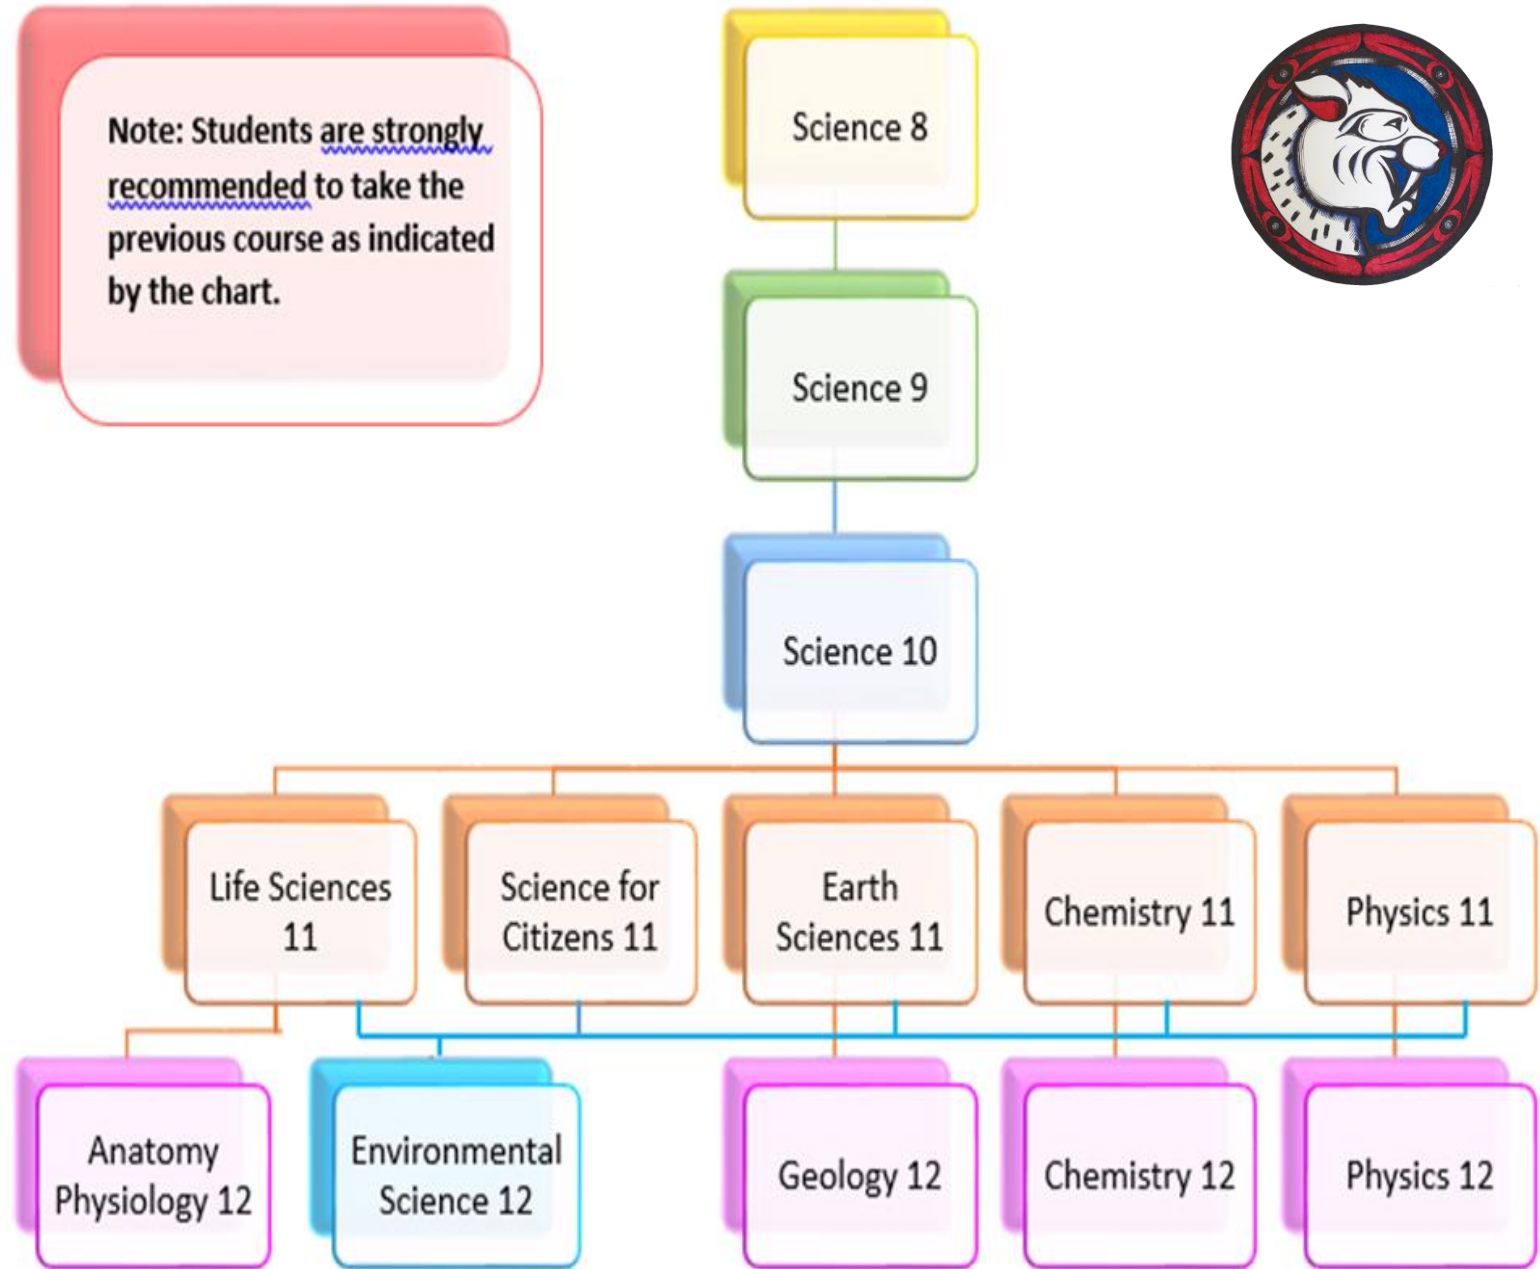 Note: Students are strongly
recommended to take the
previous course as indicated
by the chart.
Science 8
Science 9
Science 10
Life Sciences
11
Science for
Citizens 11
Earth
Sciences 11
Chemistry 11
Physics 11
Anatomy
Physiology 12
Environmental
Science 12
Geology 12
Chemistry 12
Physics 12